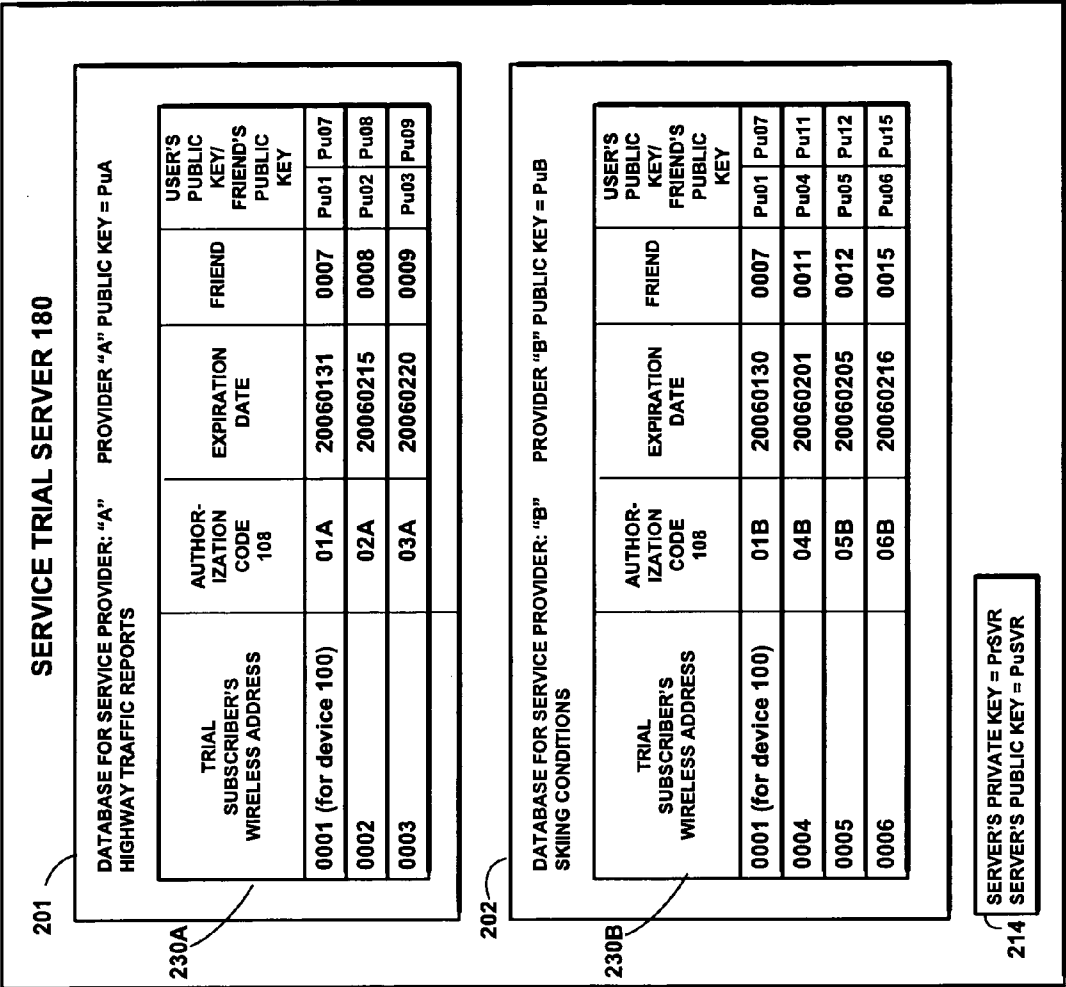 SERVICE TRIAL SERVER 180
201
DATABASE FOR SERVICE PROVIDER: "A" PROVIDER "A" PUBLIC KEY = PuA
HIGHWAY TRAFFIC REPORTS
230A
TRIAL
SUBSCRIBER'S
WIRELESS ADDRESS
AUTHOR-
IZATION
CODE
108
EXPIRATION
DATE
FRIEND
USER'S
PUBLIC
KEY/
FRIEND'S
PUBLIC
KEY
0001 (for device 100) 01A 20060131 0007 Pu01 Pu07
0002 02A 20060215 0008 Pu02 Pu08
0003 03A 20060220 0009 Pu03 Pu09
202
DATABASE FOR SERVICE PROVIDER: "B" PROVIDER "B" PUBLIC KEY = PuB
SKIING CONDITIONS
230B
TRIAL
SUBSCRIBER'S
WIRELESS ADDRESS
AUTHOR-
IZATION
CODE
108
EXPIRATION
DATE
FRIEND
USER'S
PUBLIC
KEY/
FRIEND'S
PUBLIC
KEY
0001 (for device 100) 01B 20060130 0007 Pu01 Pu07
0004 04B 20060201 0011 Pu04 Pu11
0005 05B 20060205 0012 Pu05 Pu12
0006 06B 20060216 0015 Pu06 Pu15
214
SERVER'S PRIVATE KEY = PrSVR
SERVER'S PUBLIC KEY = PuSVR